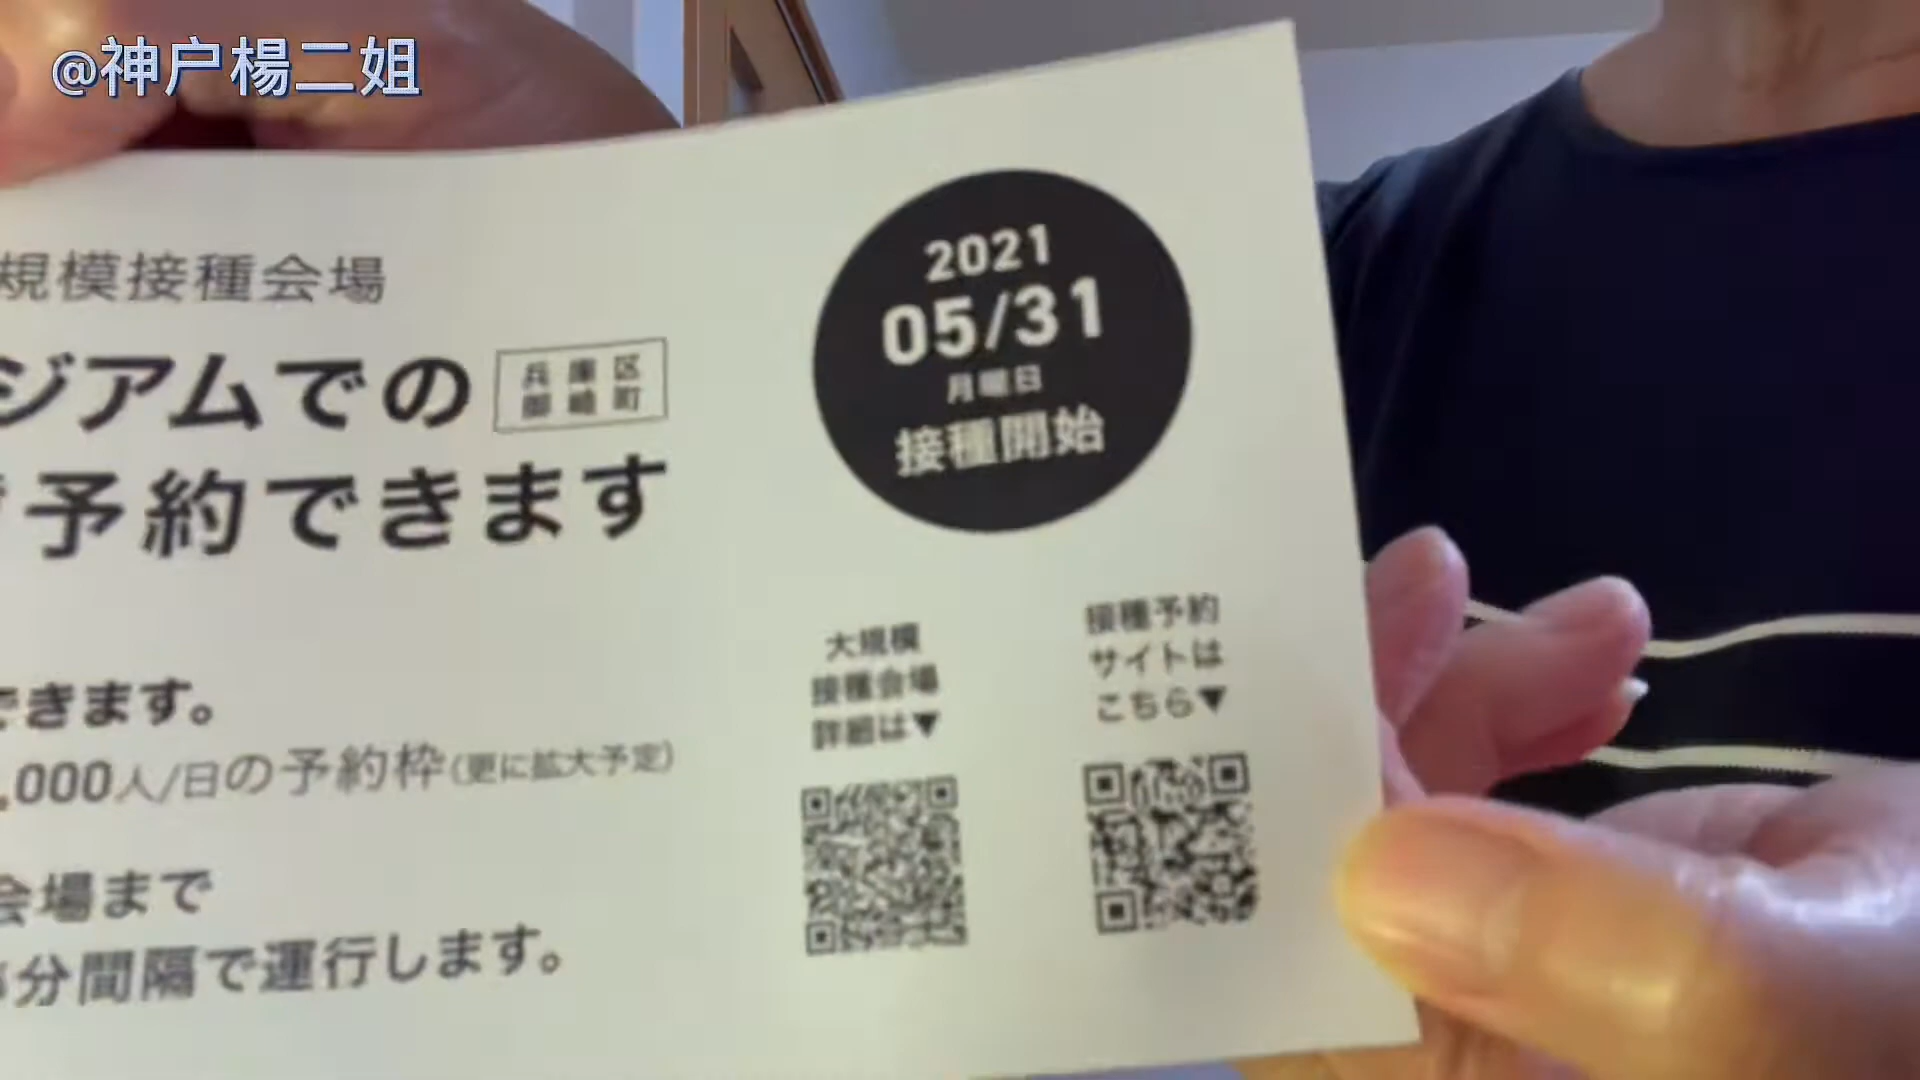 @神户楊二姐
規模接種会場
ジアムでの
兵庫区
御崎町
予約できます
2021
05/31
月曜日
接種開始
できます。
,000人/日の予約枠(更に拡大予定)
会場まで
分間隔で運行します。
大規模
接種会場
詳細は▼
接種予約
サイトは
こちら▼